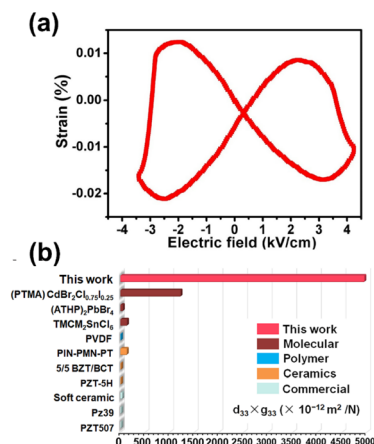 (a)
Strain (%)
0.01
0.00
-0.01
-0.02
-4 -3 -2 -1 0 1 2 3 4
Electric field (kV/cm)
(b)
This work
(PTMA)CdBr2Cl0.75I0.25
(ATHP)2PbBr4
TMCM2SnCl6
PVDF
PIN-PMN-PT
5/5 BZT/BCT
PZT-5H
Soft ceramic
Pz39
PZT507
This work
Molecular
Polymer
Ceramics
Commercial
d33×g33 (× 10⁻¹² m² /N)
0 500 1000 1500 2000 2500 3000 3500 4000 4500 5000